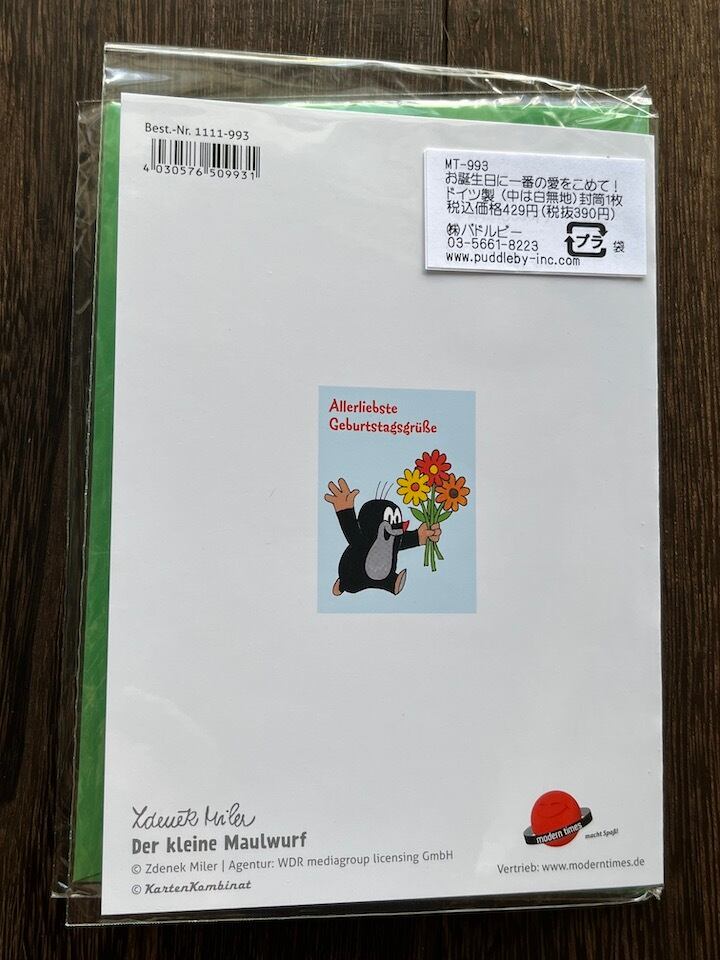 Best.-Nr. 1111-993
4 030576 509931
MT-993
お誕生日に一番の愛をこめて！
ドイツ製（中は白無地）封筒1枚
税込価格429円（税抜390円）
㈱パドルビー
03-5661-8223
プラ 袋
www.puddleby-inc.com
Allerliebste
Geburtstagsgrüße
Zdenek Miler
Der kleine Maulwurf
© Zdenek Miler | Agentur: WDR mediagroup licensing GmbH
© KartenKombinat
modern times
macht Spaß!
Vertrieb: www.moderntimes.de